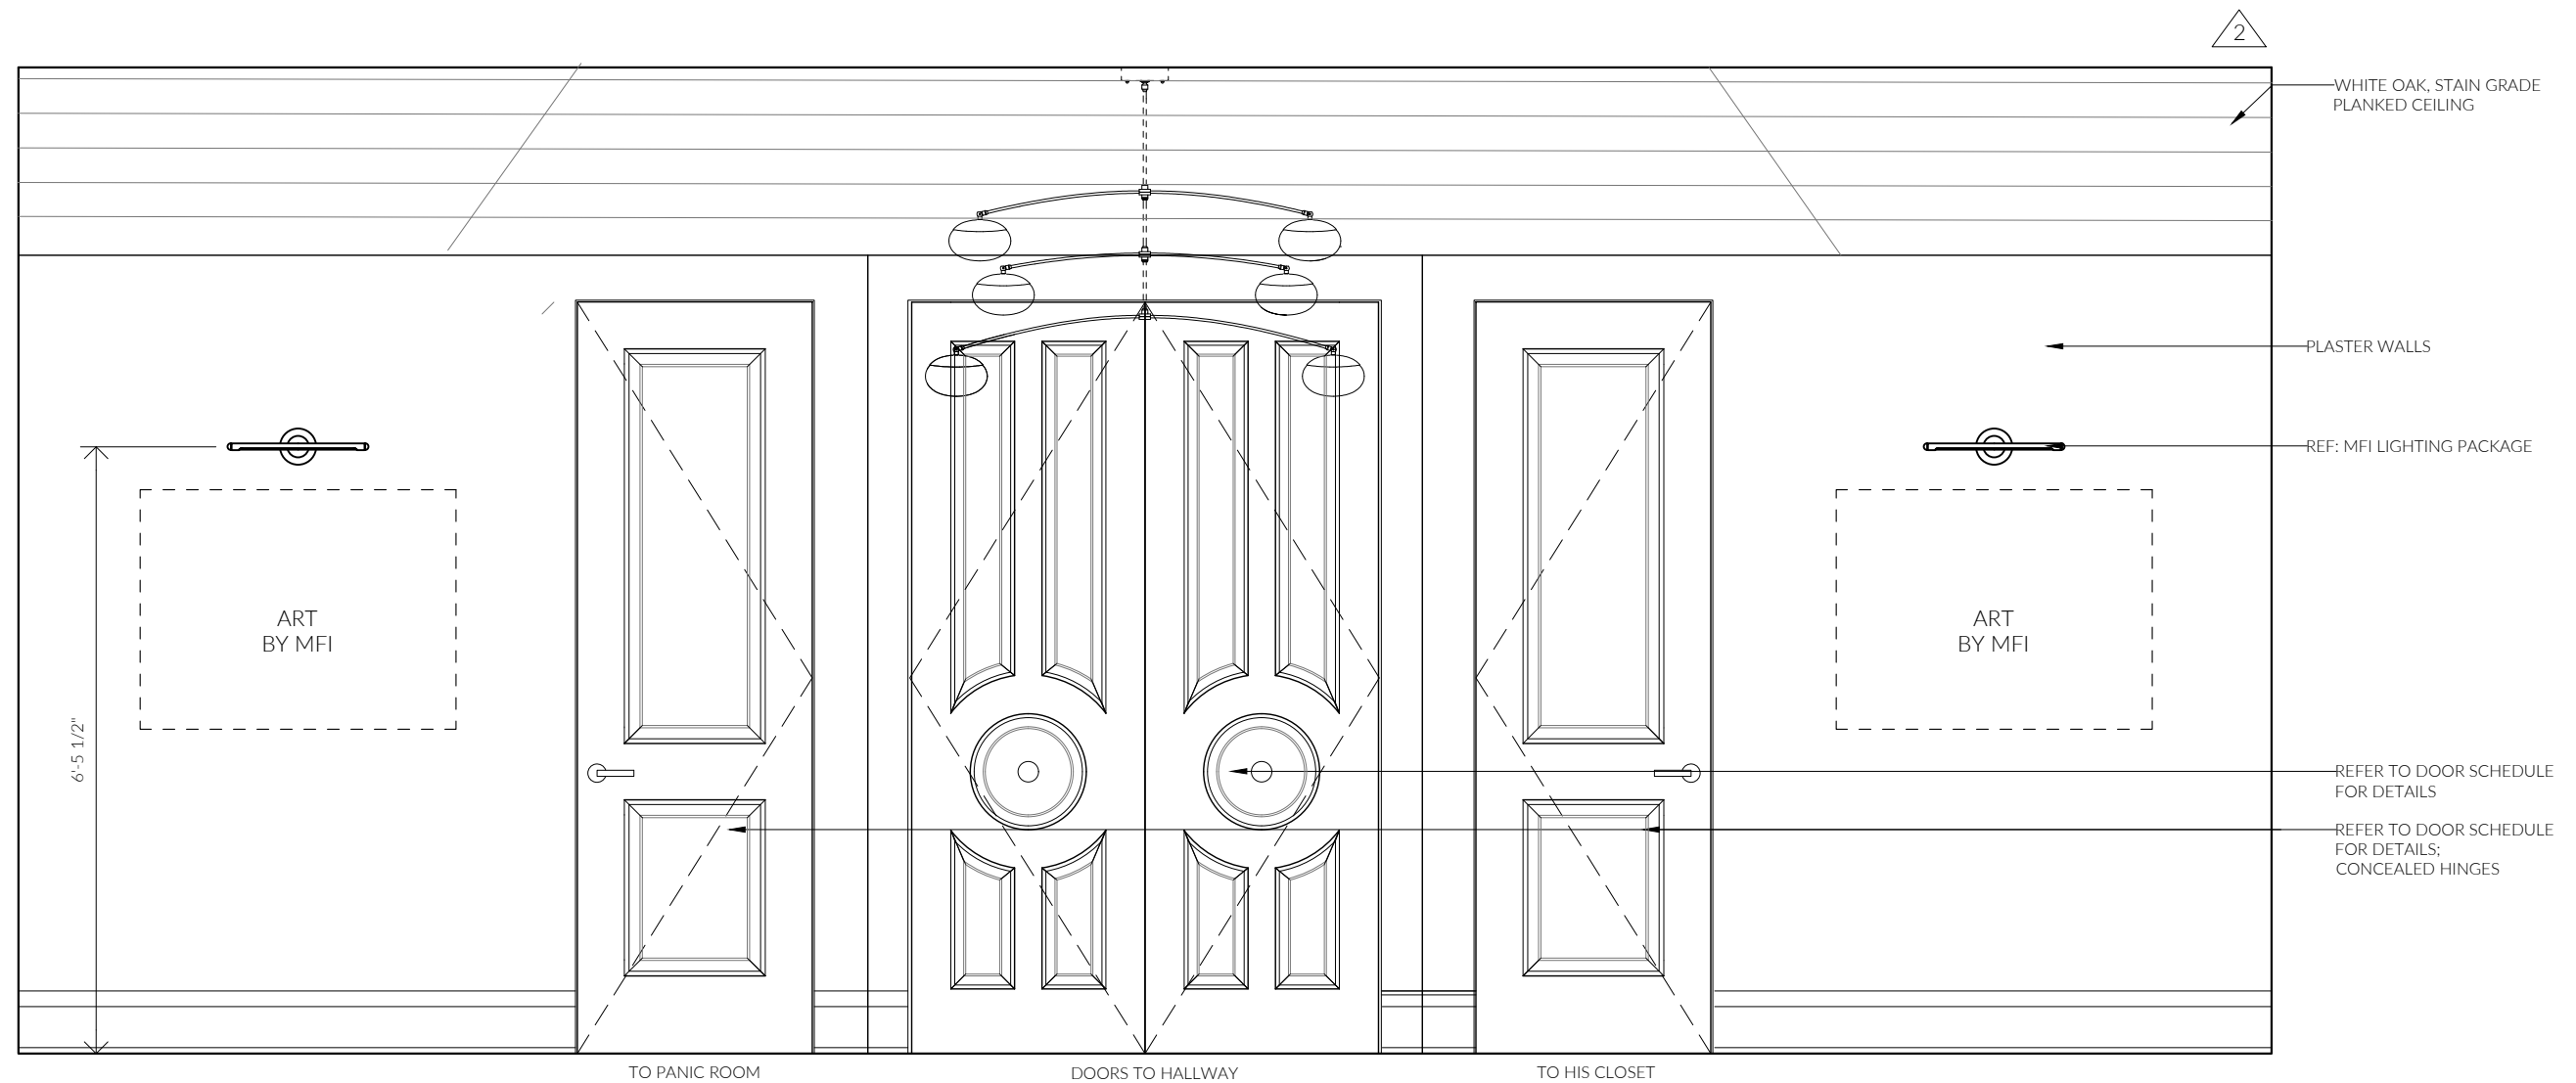 2
WHITE OAK, STAIN GRADE
PLANKED CEILING
PLASTER WALLS
REF: MFI LIGHTING PACKAGE
ART
BY MFI
ART
BY MFI
6'-5 1/2"
REFER TO DOOR SCHEDULE
FOR DETAILS
REFER TO DOOR SCHEDULE
FOR DETAILS;
CONCEALED HINGES
TO PANIC ROOM
DOORS TO HALLWAY
TO HIS CLOSET